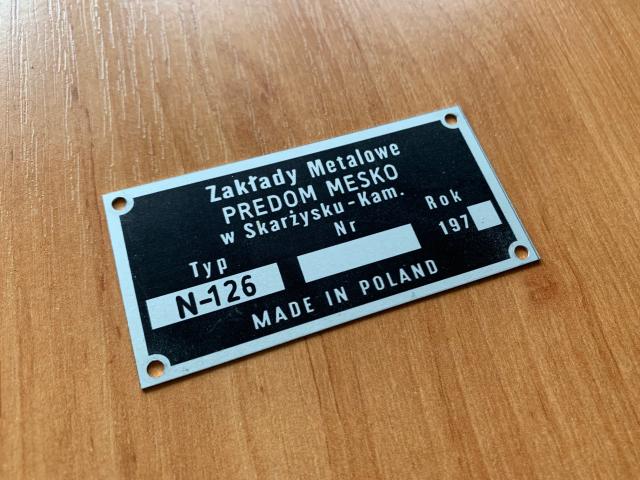 Zakłady Metalowe
PREDOM MESKO
w Skarżysku-Kam.
Typ Nr Rok
N-126 197
MADE IN POLAND